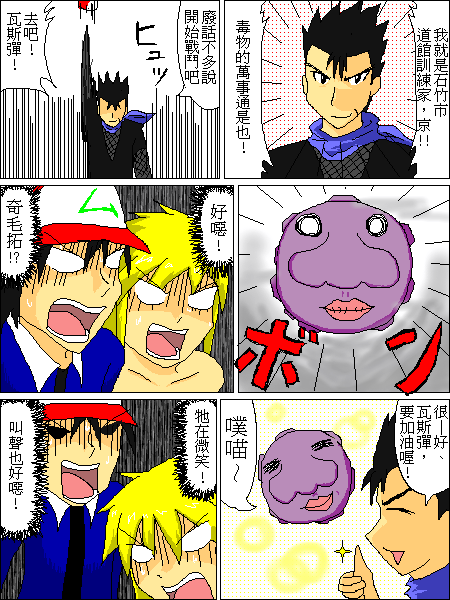 我就是石竹市
道館訓練家，京!!
毒物的萬事通是也！
廢話不多說
開始戰鬥吧
ヒュッ
去吧！
瓦斯彈！
ボン
好噁！
奇毛拓!?
很－好、
瓦斯彈，
要加油喔！
噗喵～
牠在微笑！
叫聲也好噁！